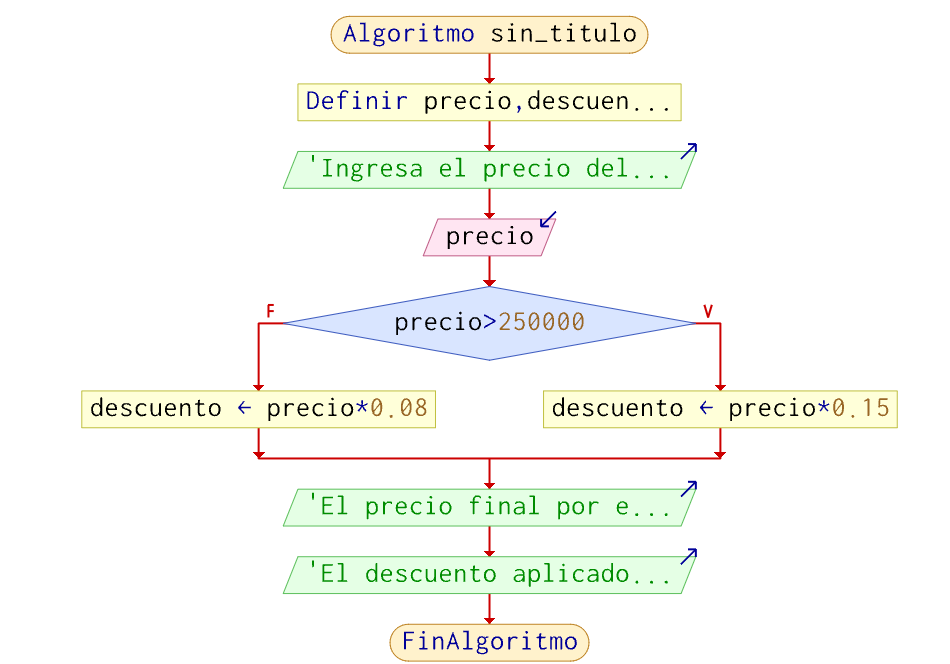 Algoritmo sin_titulo
Definir precio,descuen...
'Ingresa el precio del...
precio
F
V
precio>250000
descuento ← precio*0.08
descuento ← precio*0.15
'El precio final por e...
'El descuento aplicado...
FinAlgoritmo